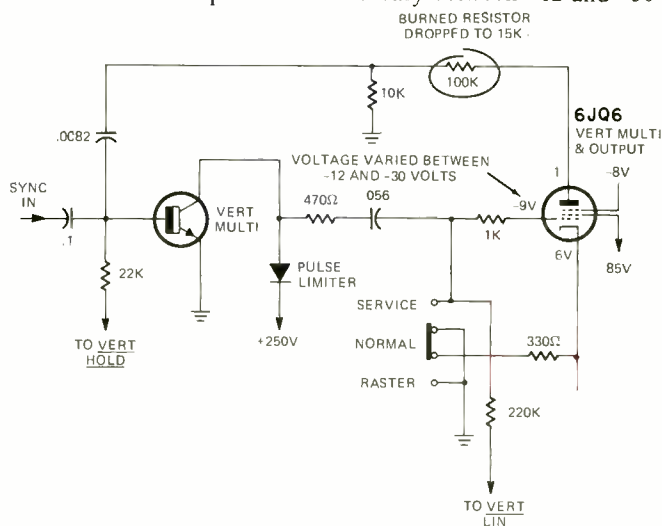 BURNED RESISTOR
DROPPED TO 15K
100K
10K
6JQ6
VERT MULTI
& OUTPUT
.0082
VOLTAGE VARIED BETWEEN
-12 AND -30 VOLTS
1
-8V
SYNC
IN
470Ω
056
-9V
VERT
MULTI
.1
1K
6V
85V
22K
PULSE
LIMITER
SERVICE
TO VERT
HOLD
+250V
NORMAL
330Ω
RASTER
220K
TO VERT
LIN